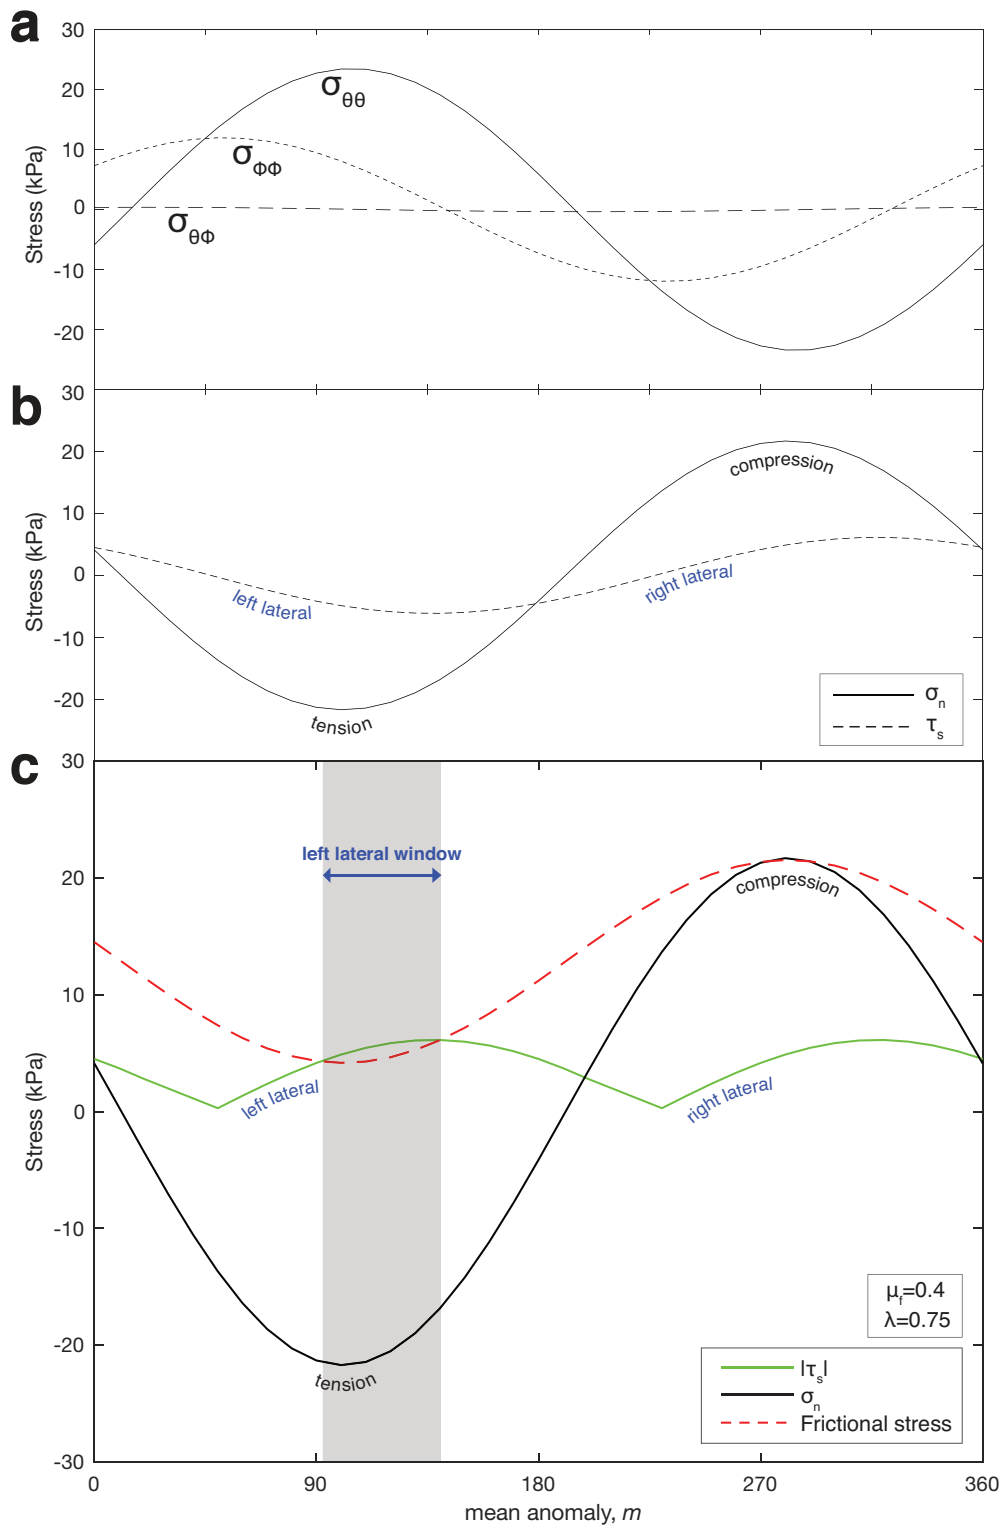 a
30
20
10
0
-10
-20
Stress (kPa)
σθθ
σΦΦ
σθΦ
b
30
20
10
0
-10
-20
Stress (kPa)
compression
left lateral
right lateral
tension
σn
τs
c
30
20
10
0
-10
-20
-30
Stress (kPa)
left lateral window
compression
left lateral
right lateral
tension
μf=0.4
λ=0.75
|τs|
σn
Frictional stress
0 90 180 270 360
mean anomaly, m